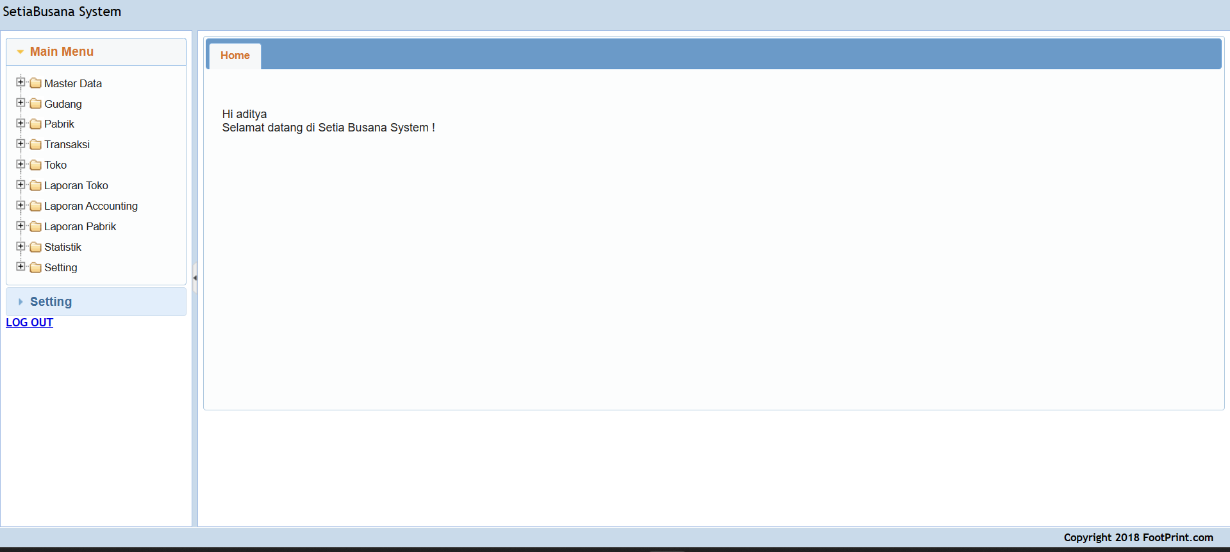 SetiaBusana System
Main Menu
Master Data
Gudang
Pabrik
Transaksi
Toko
Laporan Toko
Laporan Accounting
Laporan Pabrik
Statistik
Setting
Setting
LOG OUT
Home
Hi aditya
Selamat datang di Setia Busana System !
Copyright 2018 FootPrint.com